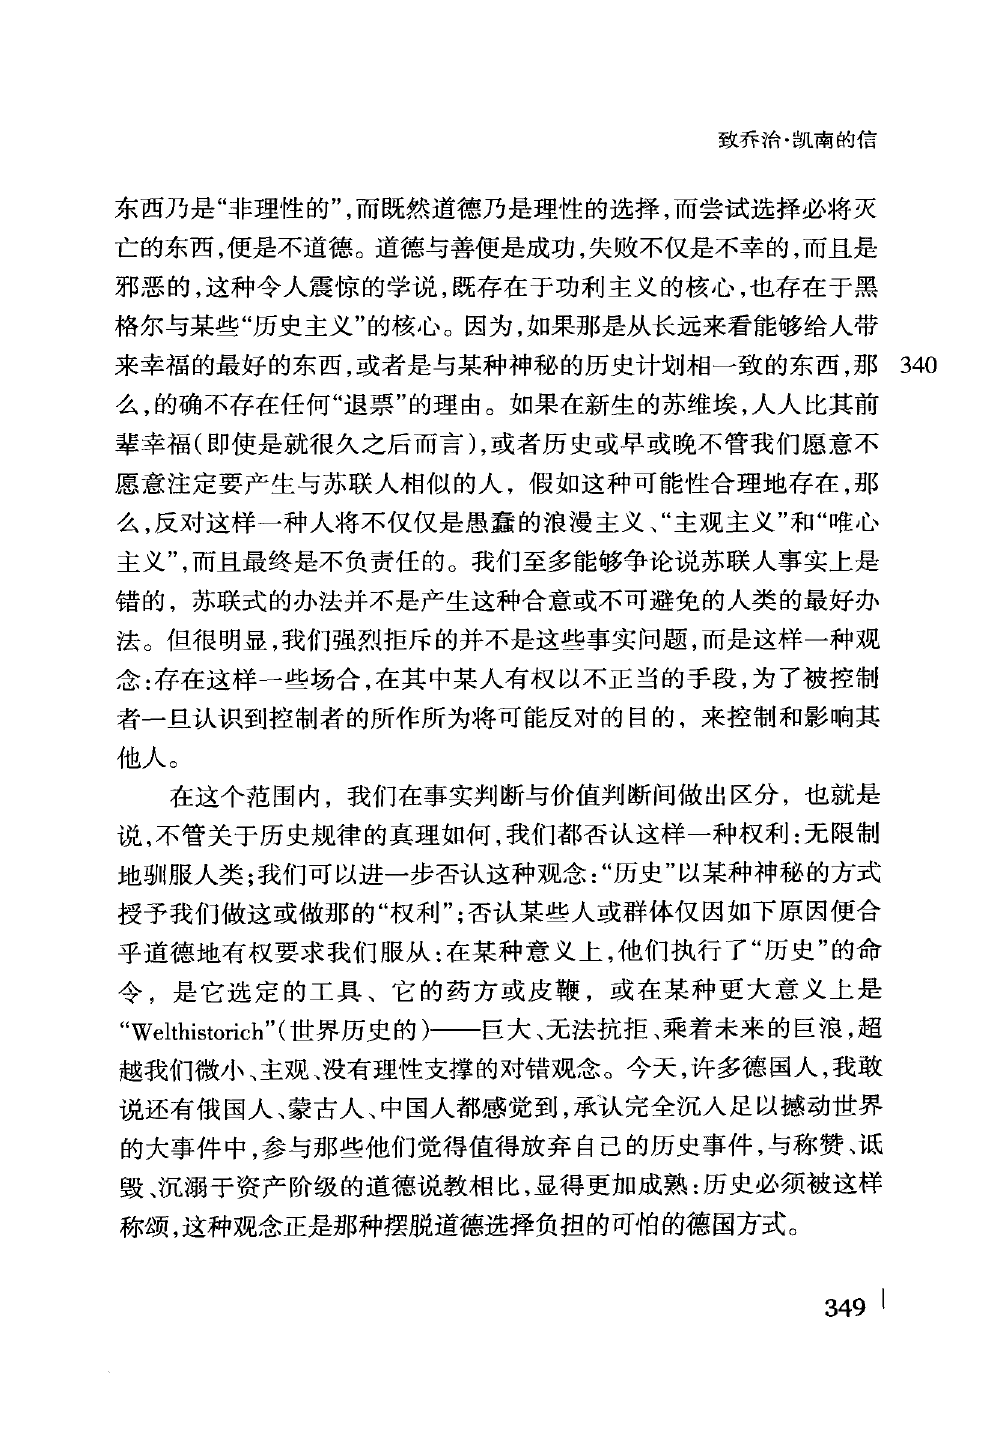 致乔治·凯南的信
东西乃是“非理性的”,而既然道德乃是理性的选择,而尝试选择必将灭
亡的东西,便是不道德。道德与善便是成功,失败不仅是不幸的,而且是
邪恶的,这种令人震惊的学说,既存在于功利主义的核心,也存在于黑
格尔与某些“历史主义”的核心。因为,如果那是从长远来看能够给人带
来幸福的最好的东西,或者是与某种神秘的历史计划相一致的东西,那 340
么,的确不存在任何“退票”的理由。如果在新生的苏维埃,人人比其前
辈幸福(即使是就很久之后而言),或者历史或早或晚不管我们愿意不
愿意注定要产生与苏联人相似的人，假如这种可能性合理地存在,那
么,反对这样一种人将不仅仅是愚蠢的浪漫主义、“主观主义”和“唯心
主义”,而且最终是不负责任的。我们至多能够争论说苏联人事实上是
错的，苏联式的办法并不是产生这种合意或不可避免的人类的最好办
法。但很明显,我们强烈拒斥的并不是这些事实问题,而是这样一种观
念:存在这样一些场合,在其中某人有权以不正当的手段,为了被控制
者一旦认识到控制者的所作所为将可能反对的目的，来控制和影响其
他人。
在这个范围内，我们在事实判断与价值判断间做出区分，也就是
说,不管关于历史规律的真理如何,我们都否认这样一种权利:无限制
地驯服人类;我们可以进一步否认这种观念:“历史”以某种神秘的方式
授予我们做这或做那的“权利”;否认某些人或群体仅因如下原因便合
乎道德地有权要求我们服从:在某种意义上,他们执行了“历史”的命
令，是它选定的工具、它的药方或皮鞭，或在某种更大意义上是
“Welthistorich”(世界历史的)——巨大、无法抗拒、乘着未来的巨浪,超
越我们微小、主观、没有理性支撑的对错观念。今天,许多德国人,我敢
说还有俄国人、蒙古人、中国人都感觉到,承认完全沉入足以撼动世界
的大事件中,参与那些他们觉得值得放弃自己的历史事件,与称赞、诋
毁、沉溺于资产阶级的道德说教相比,显得更加成熟:历史必须被这样
称颂,这种观念正是那种摆脱道德选择负担的可怕的德国方式。
349